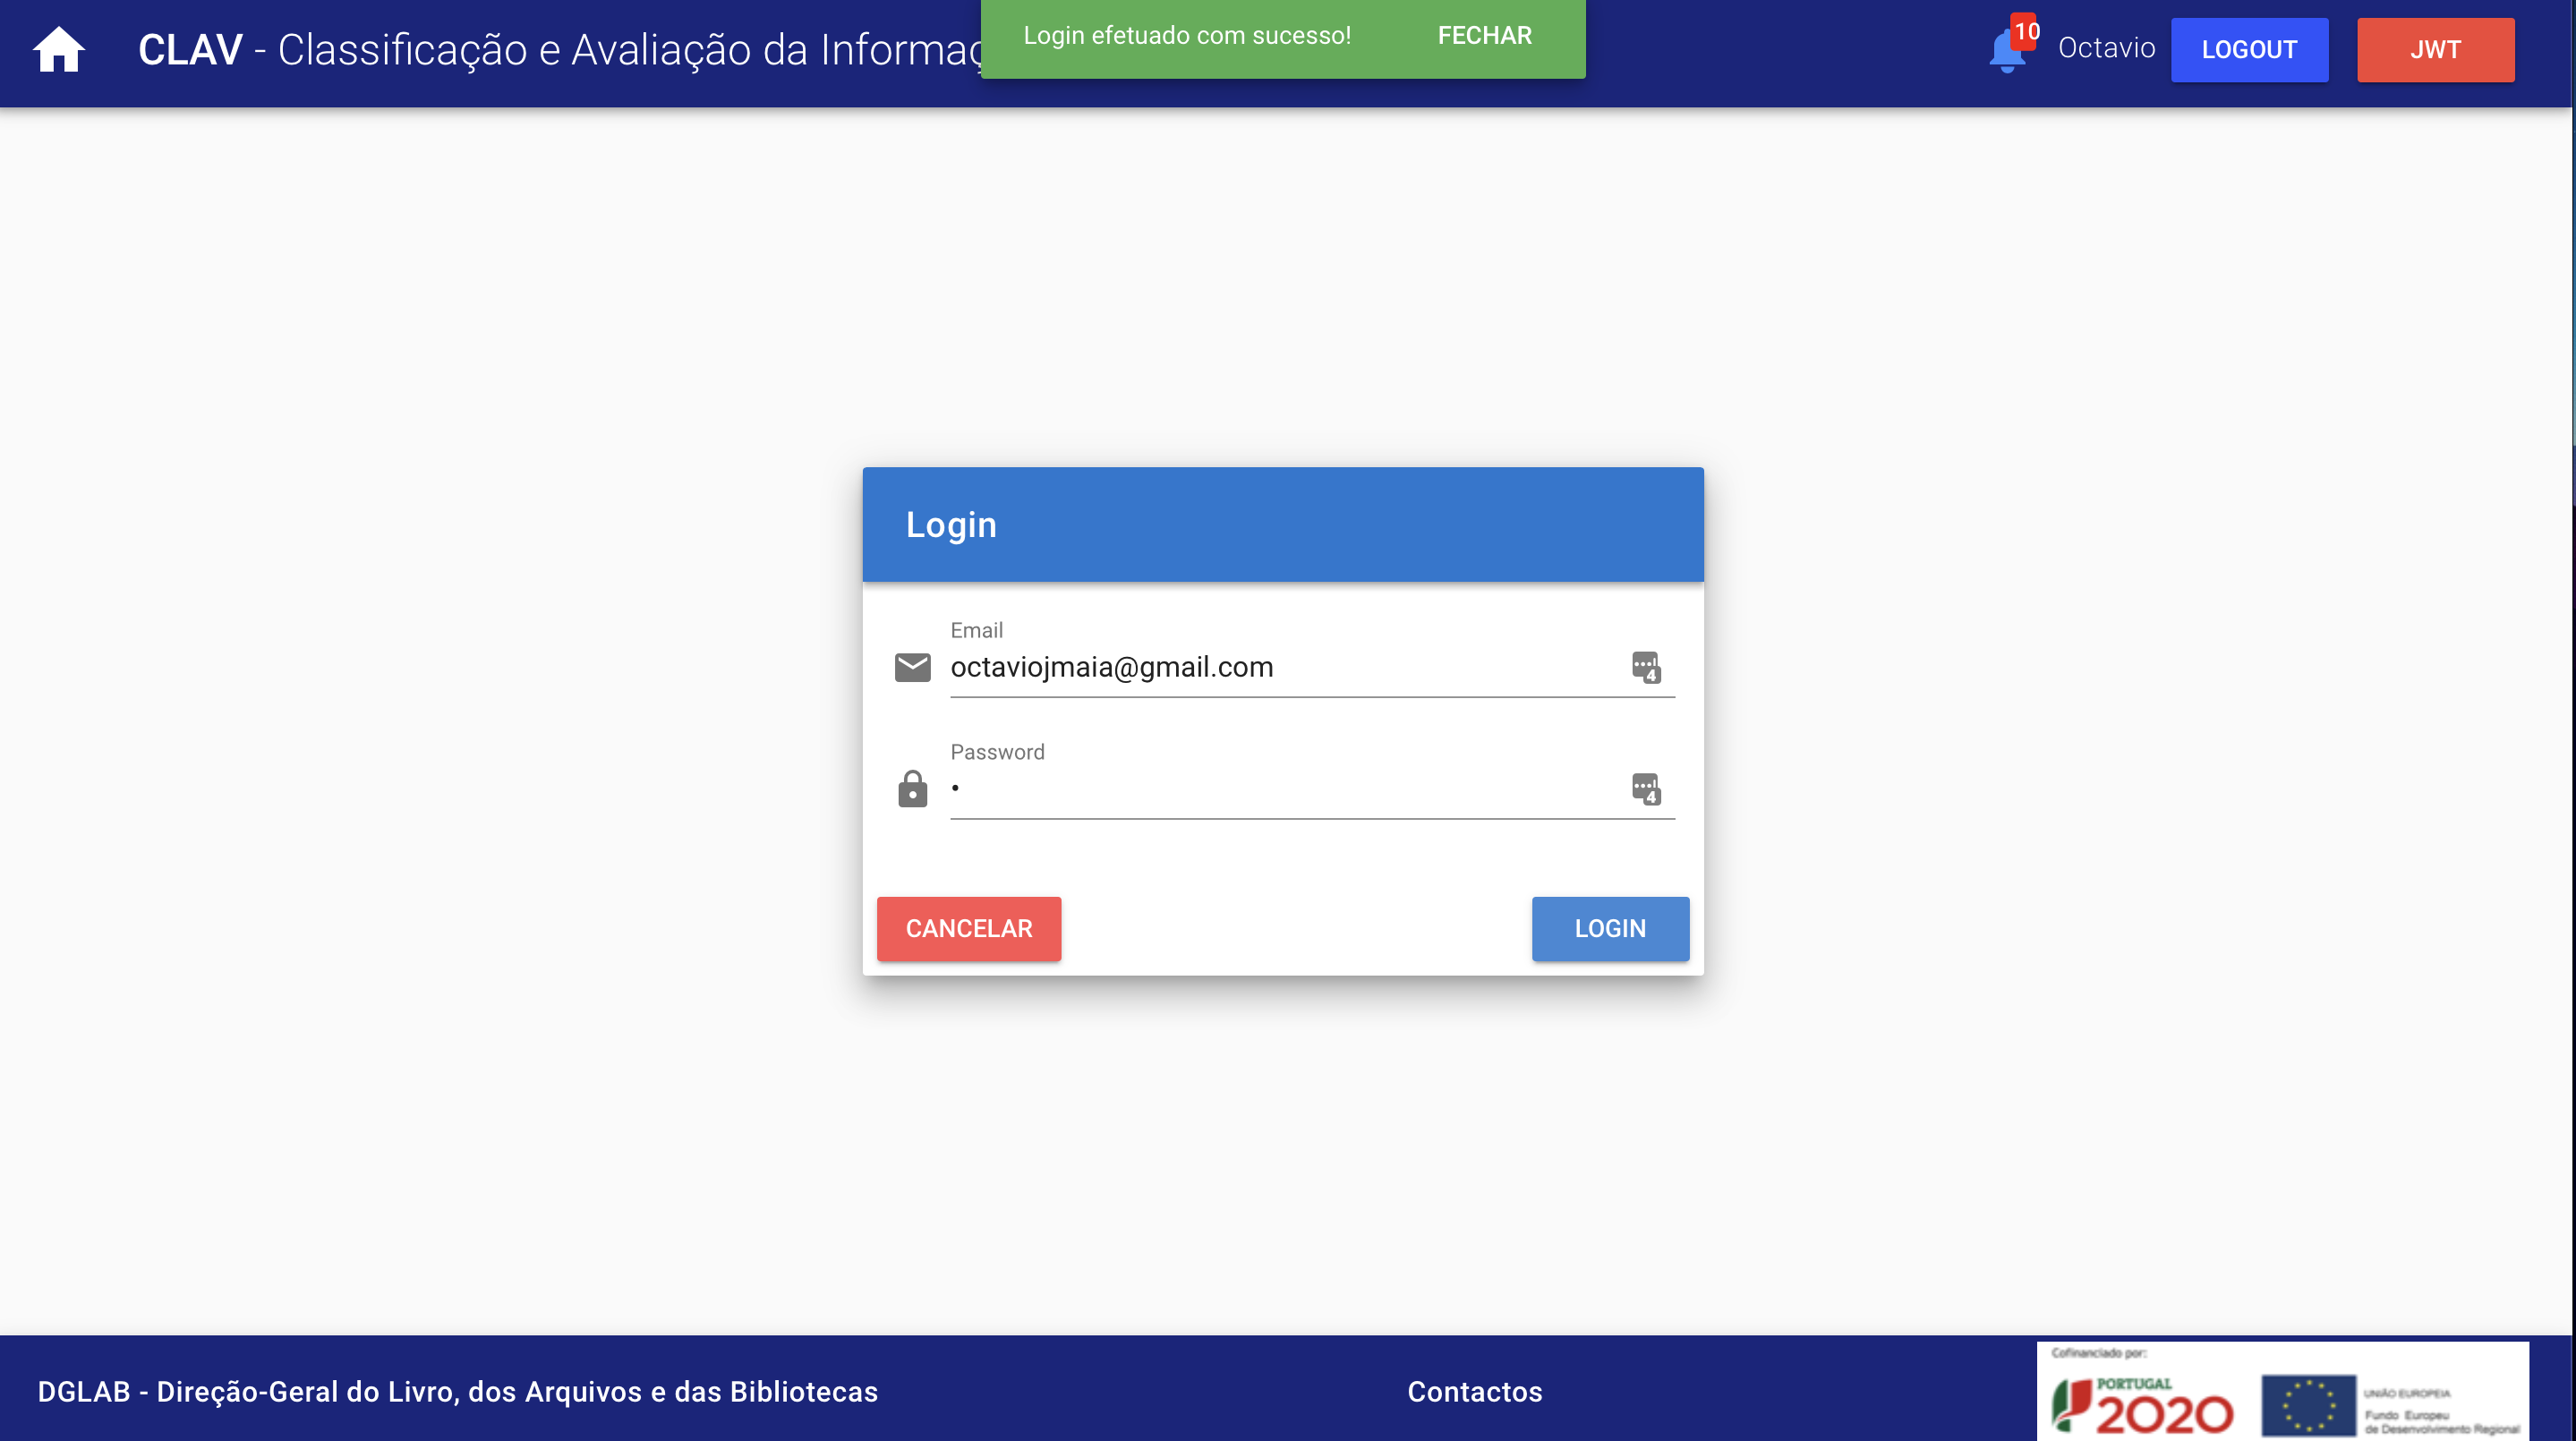 CLAV - Classificação e Avaliação da Informaç
Login efetuado com sucesso! FECHAR
10
Octavio
LOGOUT
JWT
Login
Email
octaviojmaia@gmail.com
4
Password
•
4
CANCELAR
LOGIN
DGLAB - Direção-Geral do Livro, dos Arquivos e das Bibliotecas
Contactos
Cofinanciado por:
PORTUGAL
2020
UNIÃO EUROPEIA
Fundo Europeu
de Desenvolvimento Regional